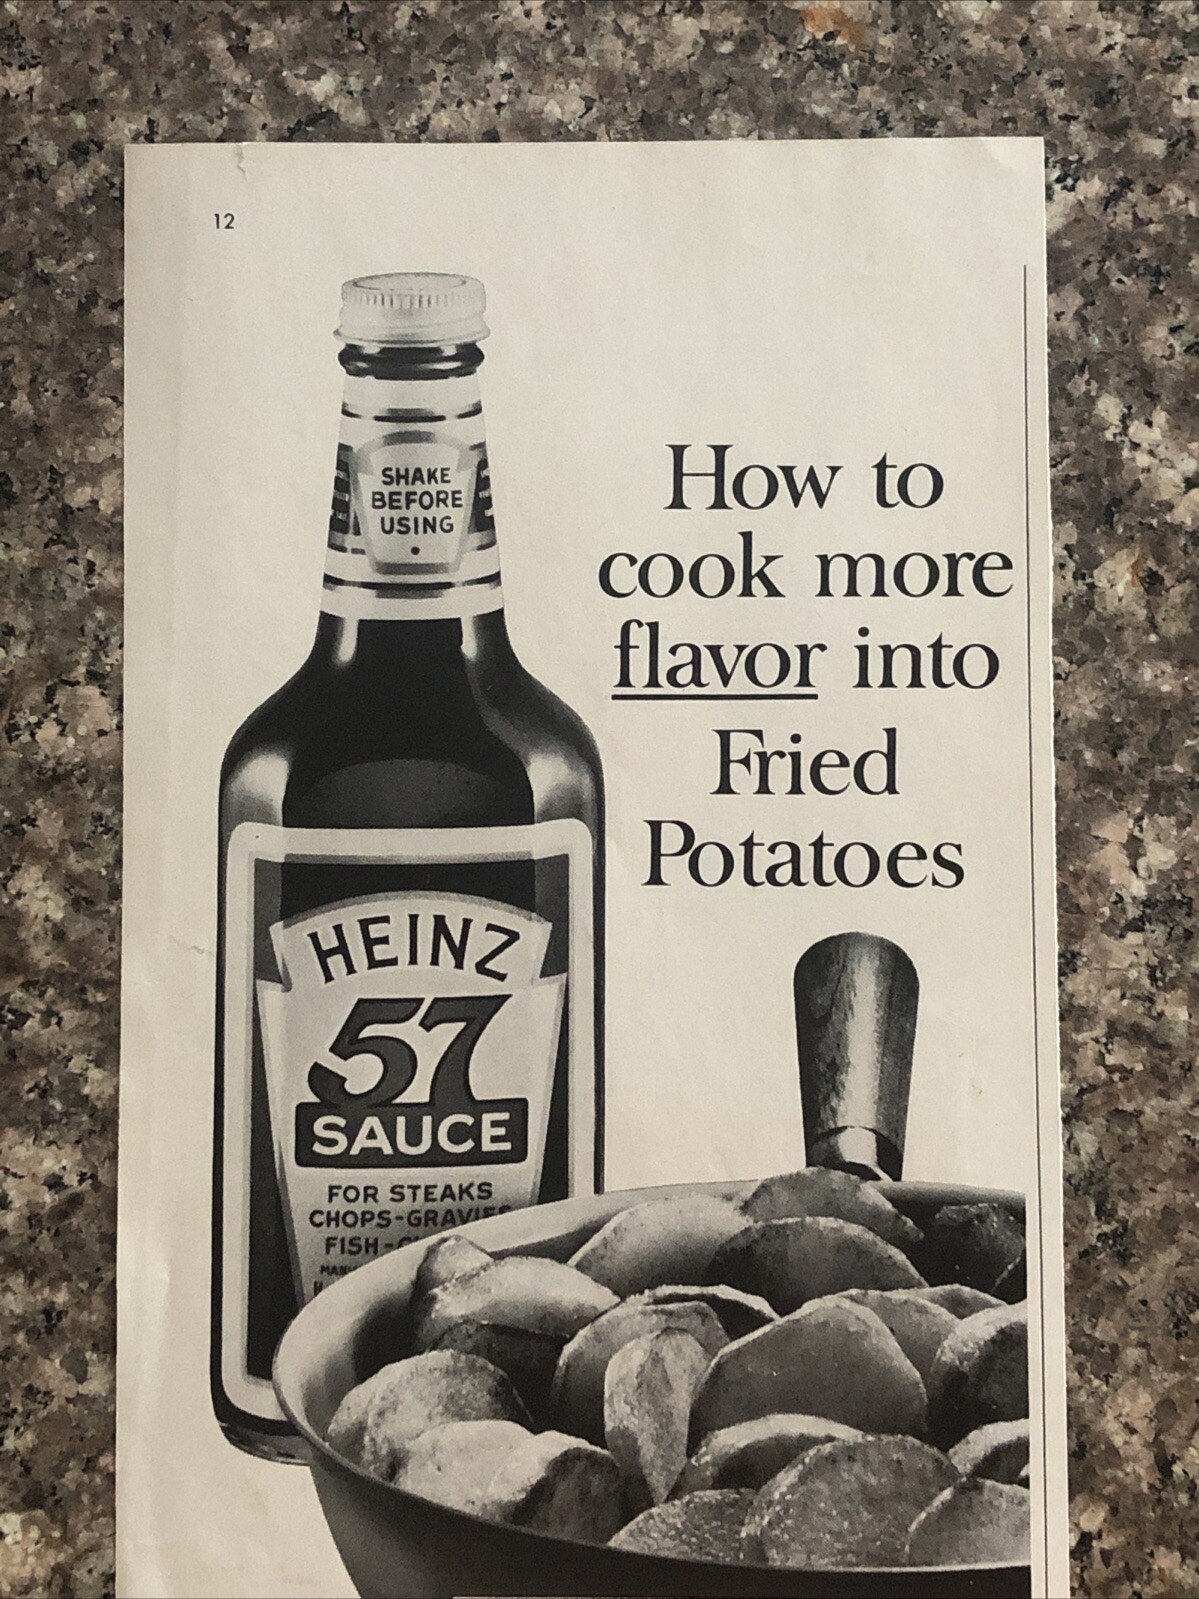 12
SHAKE
BEFORE
USING
How to
cook more
flavor into
Fried
Potatoes
HEINZ
57
SAUCE
FOR STEAKS
CHOPS-GRAVIES
FISH-